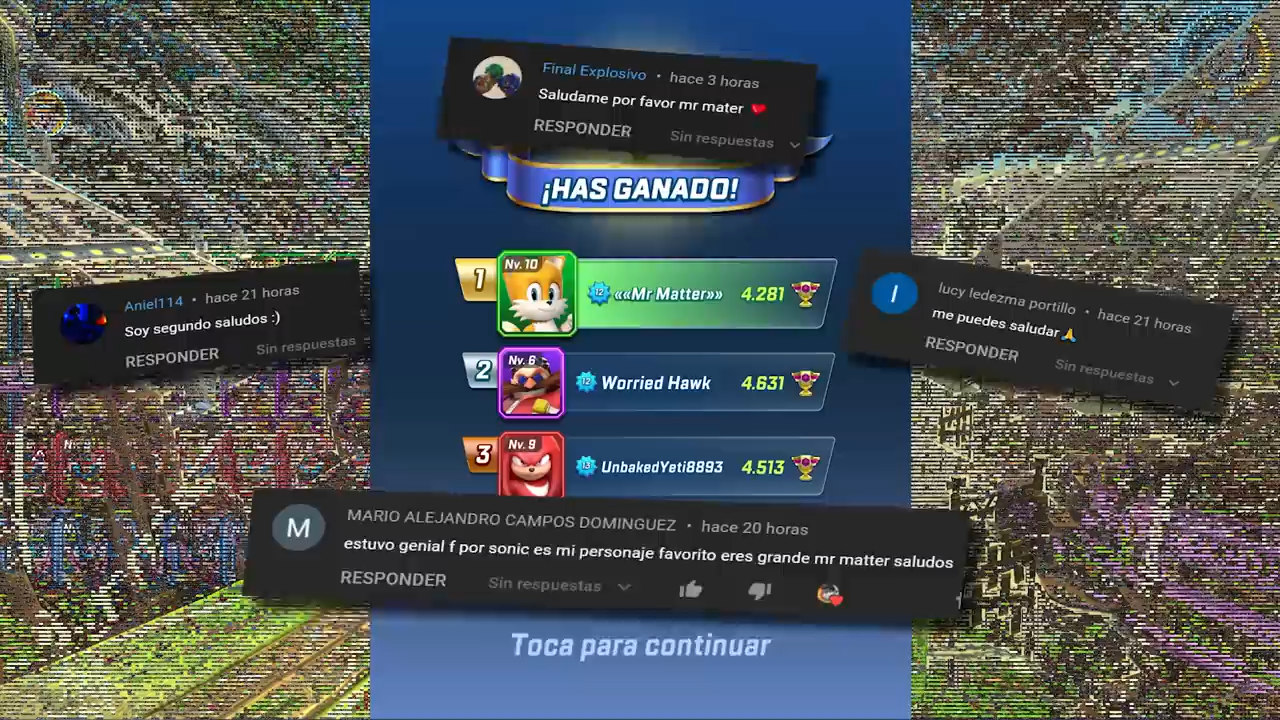 Final Explosivo • hace 3 horas
Saludame por favor mr mater ❤️
RESPONDER
Sin respuestas
¡HAS GANADO!
1
Nv. 10
12
««Mr Matter»»
4.281
Aniel114 • hace 21 horas
Soy segundo saludos :)
RESPONDER
Sin respuestas
I
lucy ledezma portillo • hace 21 horas
me puedes saludar🙏
RESPONDER
Sin respuestas
2
Nv. 6
12
Worried Hawk
4.631
3
Nv. 9
13
UnbakedYeti8893
4.513
M
MARIO ALEJANDRO CAMPOS DOMINGUEZ • hace 20 horas
estuvo genial f por sonic es mi personaje favorito eres grande mr matter saludos
RESPONDER
Sin respuestas
Toca para continuar